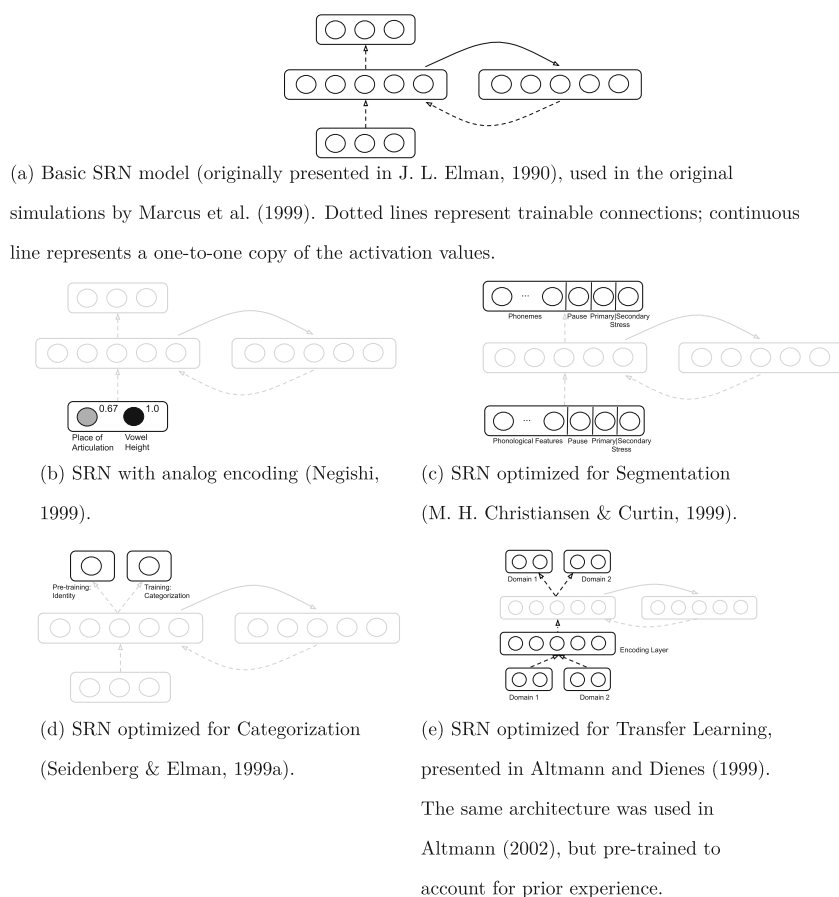 (a) Basic SRN model (originally presented in J. L. Elman, 1990), used in the original
simulations by Marcus et al. (1999). Dotted lines represent trainable connections; continuous
line represents a one-to-one copy of the activation values.
0.67
1.0
Place of
Articulation
Vowel
Height
(b) SRN with analog encoding (Negishi,
1999).
...
Phonemes
Pause
Primary|Secondary
Stress
...
Phonological Features
Pause
Primary|Secondary
Stress
(c) SRN optimized for Segmentation
(M. H. Christiansen & Curtin, 1999).
Pre-training:
Identity
Training:
Categorization
(d) SRN optimized for Categorization
(Seidenberg & Elman, 1999a).
Domain 1
Domain 2
Encoding Layer
Domain 1
Domain 2
(e) SRN optimized for Transfer Learning,
presented in Altmann and Dienes (1999).
The same architecture was used in
Altmann (2002), but pre-trained to
account for prior experience.